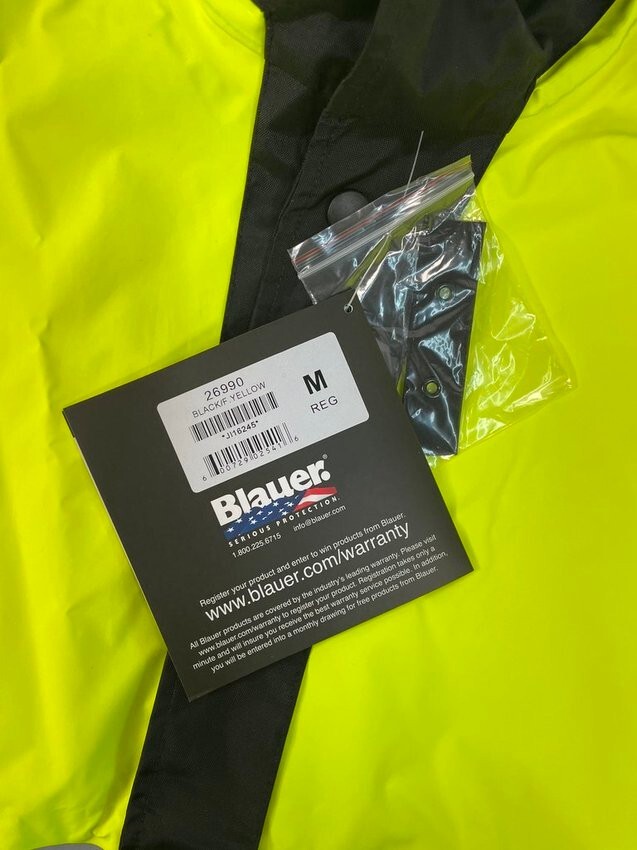 26990
BLACK/F.YELLOW
M
REG
*JI16245*
6 00729 02541 6
Blauer®
SERIOUS PROTECTION.
1.800.225.6715 info@blauer.com
Register your product and enter to win products from Blauer.
www.blauer.com/warranty
All Blauer products are covered by the industry's leading warranty. Please visit
www.blauer.com/warranty to register your product. Registration takes only a
minute and will insure you receive the best warranty service possible. In addition,
you will be entered into a monthly drawing for free products from Blauer.